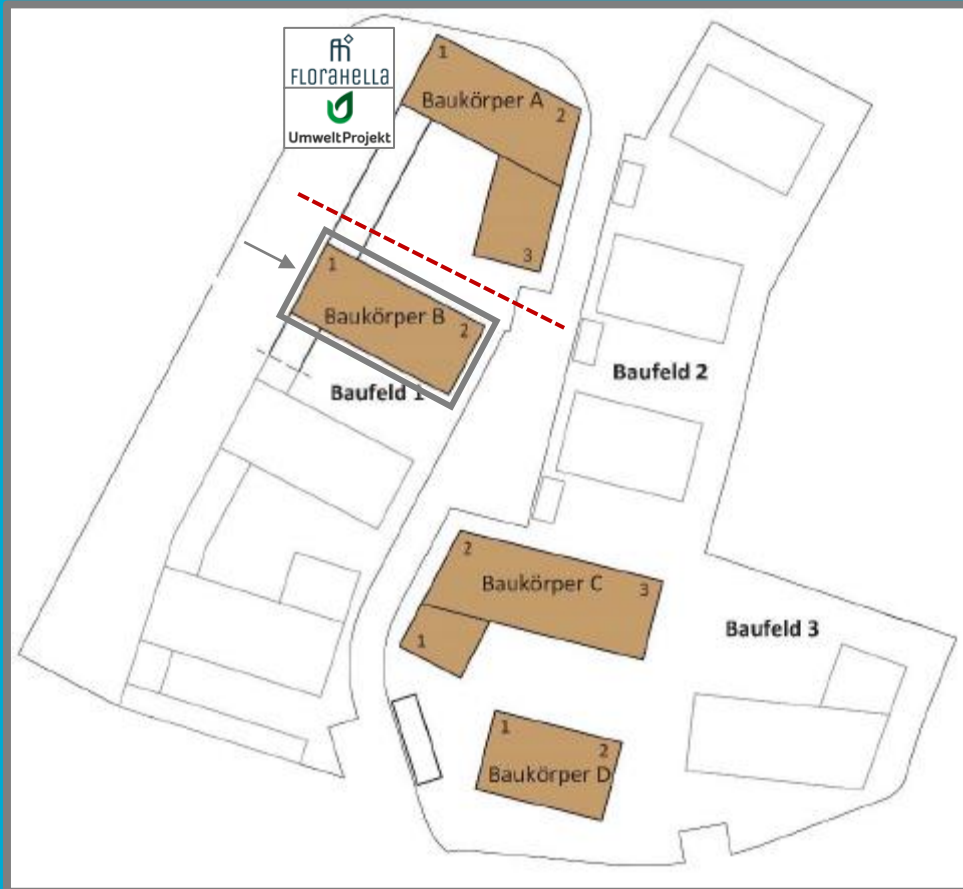 FLORAHELLA
UmweltProjekt
1
Baukörper A
2
3
1
Baukörper B
2
Baufeld 1
Baufeld 2
2
Baukörper C
3
1
Baufeld 3
1
2
Baukörper D